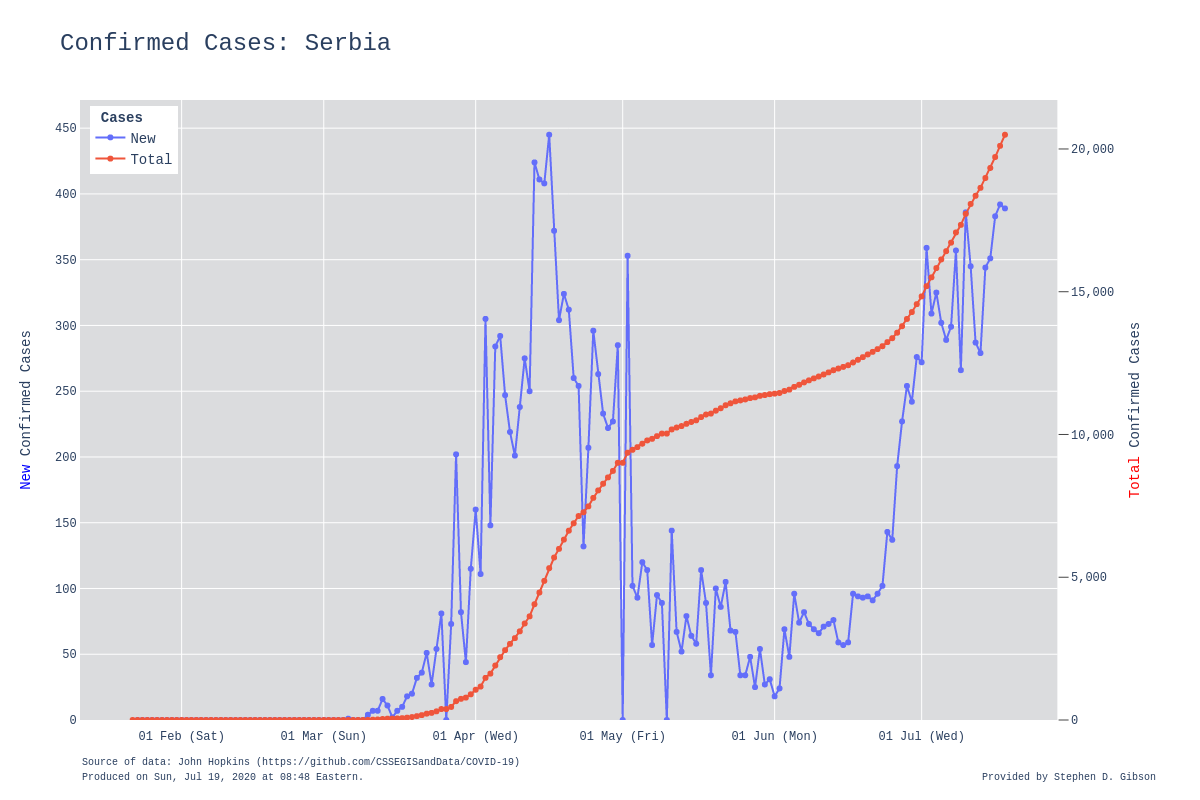 Confirmed Cases: Serbia
Cases
New
Total
450
400
350
300
250
200
150
100
50
0
20,000
15,000
10,000
5,000
0
New Confirmed Cases
Total Confirmed Cases
01 Feb (Sat) 01 Mar (Sun) 01 Apr (Wed) 01 May (Fri) 01 Jun (Mon) 01 Jul (Wed)
Source of data: John Hopkins (https://github.com/CSSEGISandData/COVID-19)
Produced on Sun, Jul 19, 2020 at 08:48 Eastern.
Provided by Stephen D. Gibson